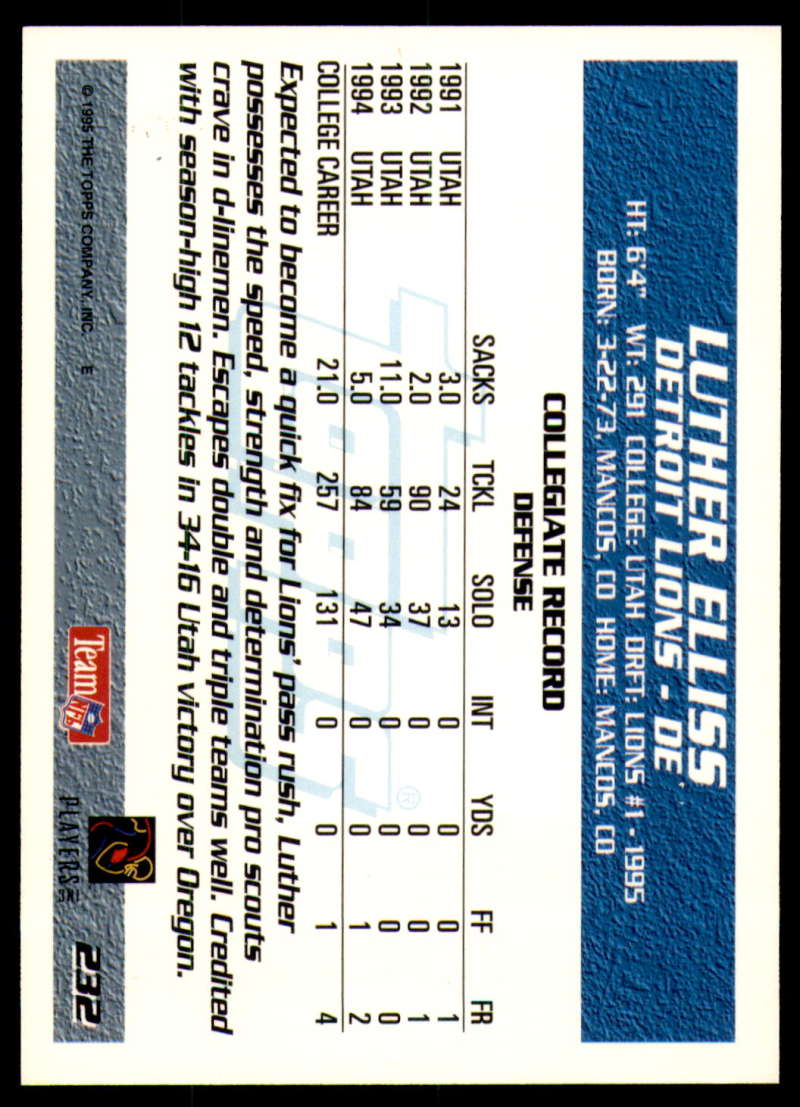 LUTHER ELLISS
DETROIT LIONS - DE
HT: 6'4" WT: 291 COLLEGE: UTAH DRFT: LIONS #1 - 1995
BORN: 3-22-73, MANCOS, CO HOME: MANCOS, CO
COLLEGIATE RECORD
DEFENSE
SACKS TCKL SOLO INT YDS FF FR
1991 UTAH 3.0 24 13 0 0 0 1
1992 UTAH 2.0 90 37 0 0 0 1
1993 UTAH 11.0 59 34 0 0 0 0
1994 UTAH 5.0 84 47 0 0 1 2
COLLEGE CAREER 21.0 257 131 0 0 1 4
Expected to become a quick fix for Lions' pass rush, Luther
possesses the speed, strength and determination pro scouts
crave in d-linemen. Escapes double and triple teams well. Credited
with season-high 12 tackles in 34-16 Utah victory over Oregon.
TOPPS ®
© 1995 THE TOPPS COMPANY, INC. E
Team NFL
PLAYERS
232